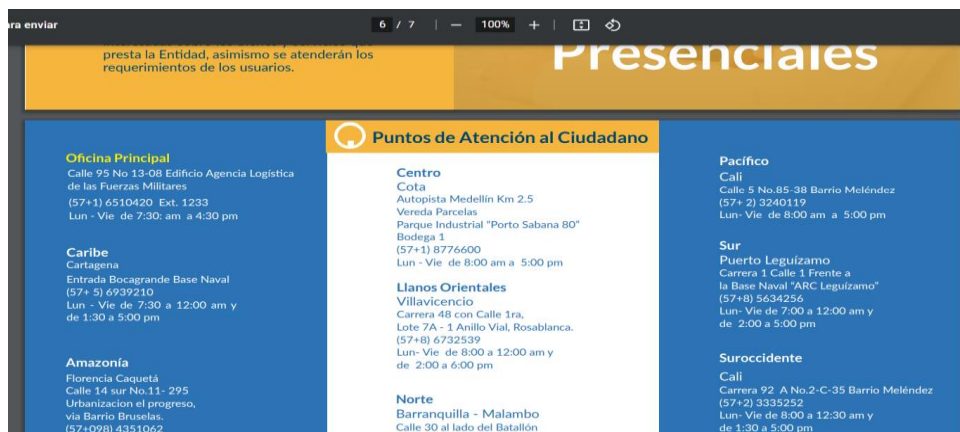 ara enviar
6 / 7 | — 100% + |
presta la Entidad, asimismo se atenderán los
requerimientos de los usuarios.
Presenciales
Puntos de Atención al Ciudadano
Oficina Principal
Calle 95 No 13-08 Edificio Agencia Logística
de las Fuerzas Militares
(57+1) 6510420 Ext. 1233
Lun - Vie de 7:30: am a 4:30 pm
Caribe
Cartagena
Entrada Bocagrande Base Naval
(57+ 5) 6939210
Lun - Vie de 7:30 a 12:00 am y
de 1:30 a 5:00 pm
Amazonía
Florencia Caquetá
Calle 14 sur No.11- 295
Urbanizacion el progreso,
via Barrio Bruselas.
(57+098) 4351062
Centro
Cota
Autopista Medellín Km 2.5
Vereda Parcelas
Parque Industrial "Porto Sabana 80"
Bodega 1
(57+1) 8776600
Lun - Vie de 8:00 am a 5:00 pm
Llanos Orientales
Villavicencio
Carrera 48 con Calle 1ra,
Lote 7A - 1 Anillo Vial, Rosablanca.
(57+8) 6732539
Lun- Vie de 8:00 a 12:00 am y
de 2:00 a 6:00 pm
Norte
Barranquilla - Malambo
Calle 30 al lado del Batallón
Pacífico
Cali
Calle 5 No.85-38 Barrio Meléndez
(57+ 2) 3240119
Lun- Vie de 8:00 am a 5:00 pm
Sur
Puerto Leguízamo
Carrera 1 Calle 1 Frente a
la Base Naval "ARC Leguízamo"
(57+8) 5634256
Lun- Vie de 7:00 a 12:00 am y
de 2:00 a 5:00 pm
Suroccidente
Cali
Carrera 92 A No.2-C-35 Barrio Meléndez
(57+2) 3335252
Lun- Vie de 8:00 a 12:30 am y
de 1:30 a 5:00 pm